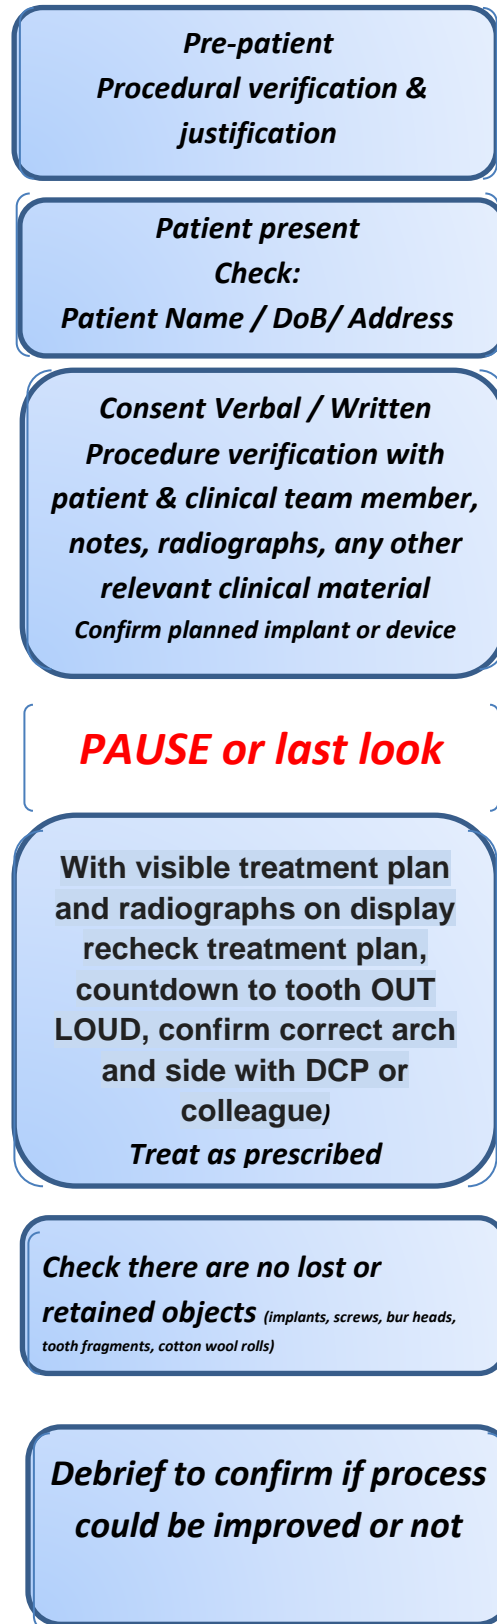 Pre-patient
Procedural verification &
justification
Patient present
Check:
Patient Name / DoB/ Address
Consent Verbal / Written
Procedure verification with
patient & clinical team member,
notes, radiographs, any other
relevant clinical material
Confirm planned implant or device
PAUSE or last look
With visible treatment plan
and radiographs on display
recheck treatment plan,
countdown to tooth OUT
LOUD, confirm correct arch
and side with DCP or
colleague)
Treat as prescribed
Check there are no lost or
retained objects (implants, screws, bur heads,
tooth fragments, cotton wool rolls)
Debrief to confirm if process
could be improved or not